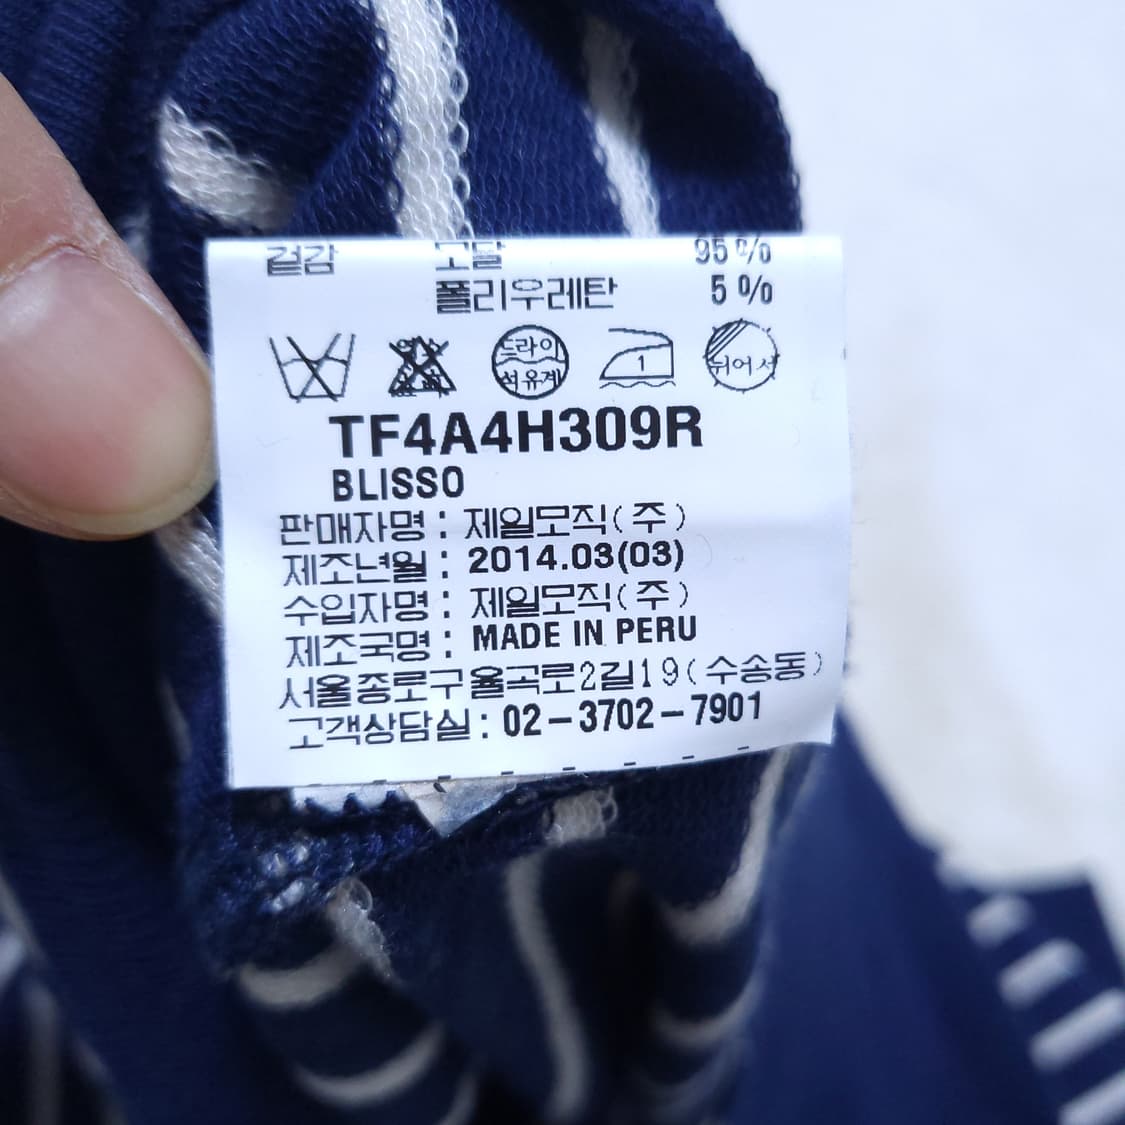 겉감 모달 95%
폴리우레탄 5%
드라이 석유계 1 뉘어서
TF4A4H309R
BLISSO
판매자명 : 제일모직(주)
제조년월 : 2014.03(03)
수입자명 : 제일모직(주)
제조국명 : MADE IN PERU
서울종로구율곡로2길19(수송동)
고객상담실 : 02-3702-7901